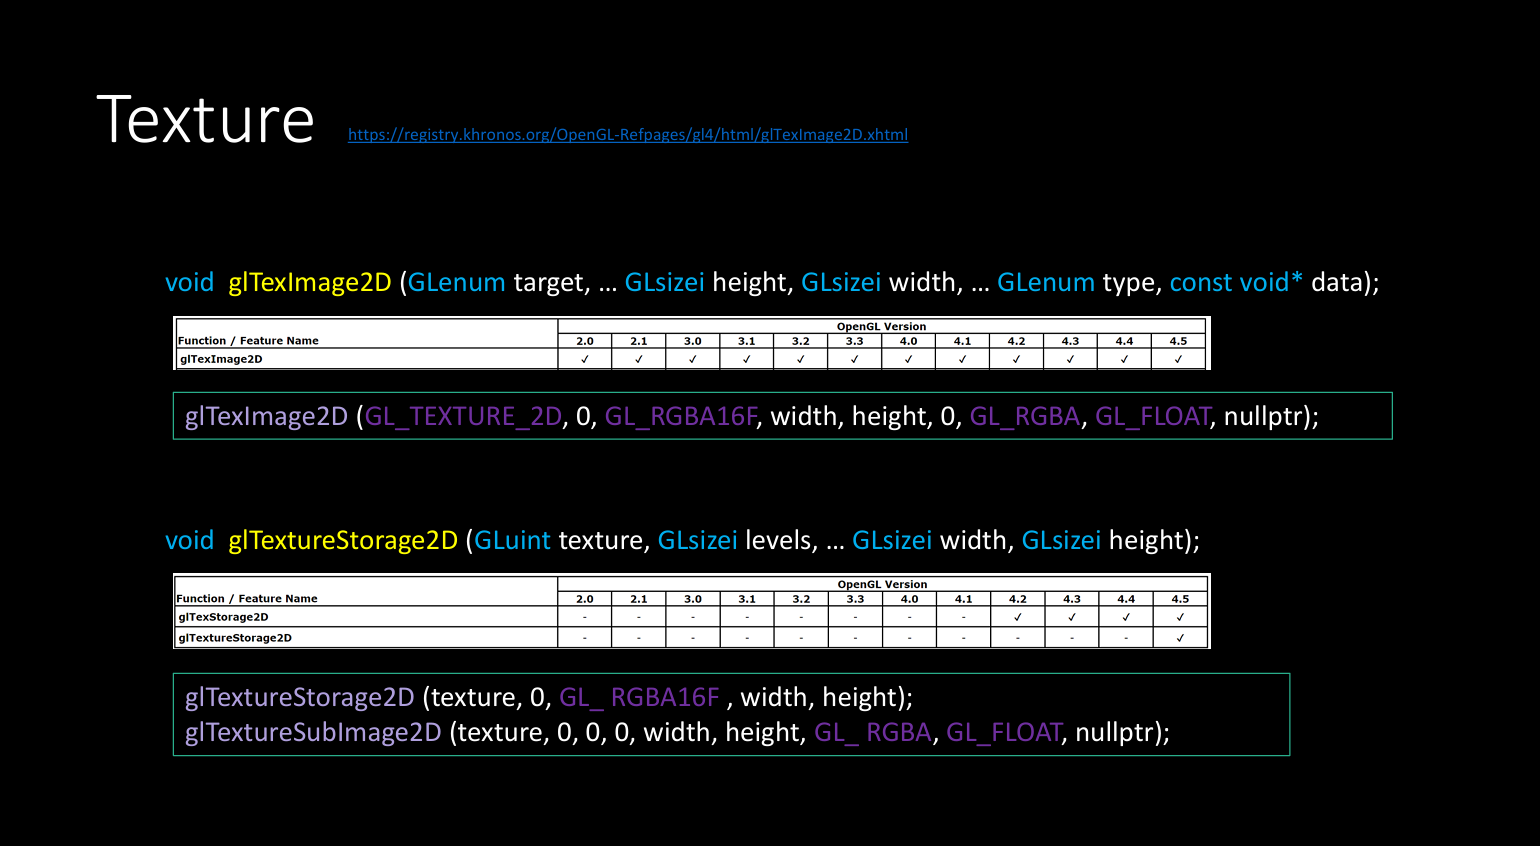 Texture https://registry.khronos.org/OpenGL-Refpages/gl4/html/glTexImage2D.xhtml
void glTexImage2D (GLenum target, … GLsizei height, GLsizei width, … GLenum type, const void* data);
OpenGL Version
Function / Feature Name 2.0 2.1 3.0 3.1 3.2 3.3 4.0 4.1 4.2 4.3 4.4 4.5
glTexImage2D ✓ ✓ ✓ ✓ ✓ ✓ ✓ ✓ ✓ ✓ ✓ ✓
glTexImage2D (GL_TEXTURE_2D, 0, GL_RGBA16F, width, height, 0, GL_RGBA, GL_FLOAT, nullptr);
void glTextureStorage2D (GLuint texture, GLsizei levels, … GLsizei width, GLsizei height);
OpenGL Version
Function / Feature Name 2.0 2.1 3.0 3.1 3.2 3.3 4.0 4.1 4.2 4.3 4.4 4.5
glTexStorage2D - - - - - - - - ✓ ✓ ✓ ✓
glTextureStorage2D - - - - - - - - - - - ✓
glTextureStorage2D (texture, 0, GL_ RGBA16F , width, height);
glTextureSubImage2D (texture, 0, 0, 0, width, height, GL_ RGBA, GL_FLOAT, nullptr);